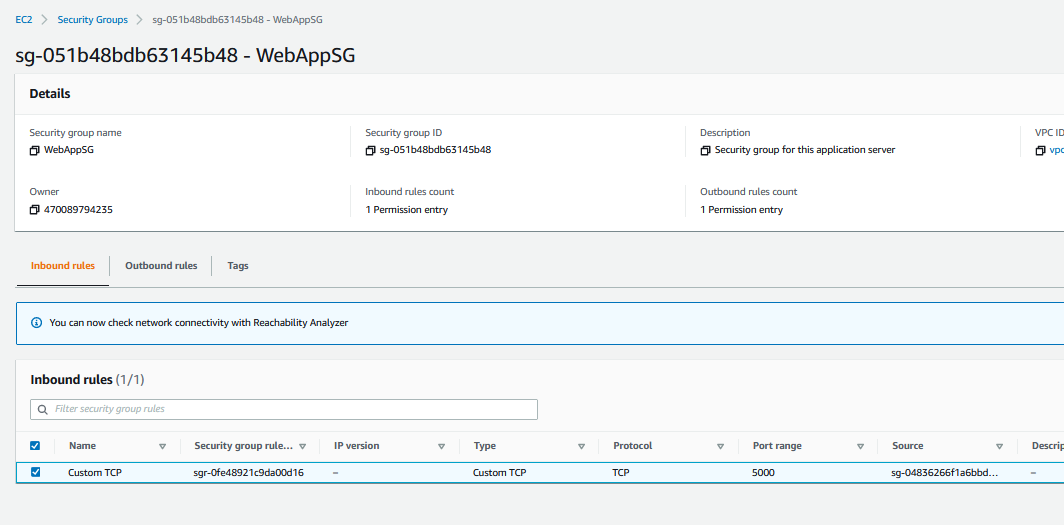 EC2 > Security Groups > sg-051b48bdb63145b48 - WebAppSG
sg-051b48bdb63145b48 - WebAppSG
Details
Security group name Security group ID Description VPC ID
WebAppSG sg-051b48bdb63145b48 Security group for this application server vpc
Owner Inbound rules count Outbound rules count
470089794235 1 Permission entry 1 Permission entry
Inbound rules Outbound rules Tags
You can now check network connectivity with Reachability Analyzer
Inbound rules (1/1)
Filter security group rules
Name Security group rule... IP version Type Protocol Port range Source Descrip
Custom TCP sgr-0fe48921c9da00d16 – Custom TCP TCP 5000 sg-04836266f1a6bbd... –